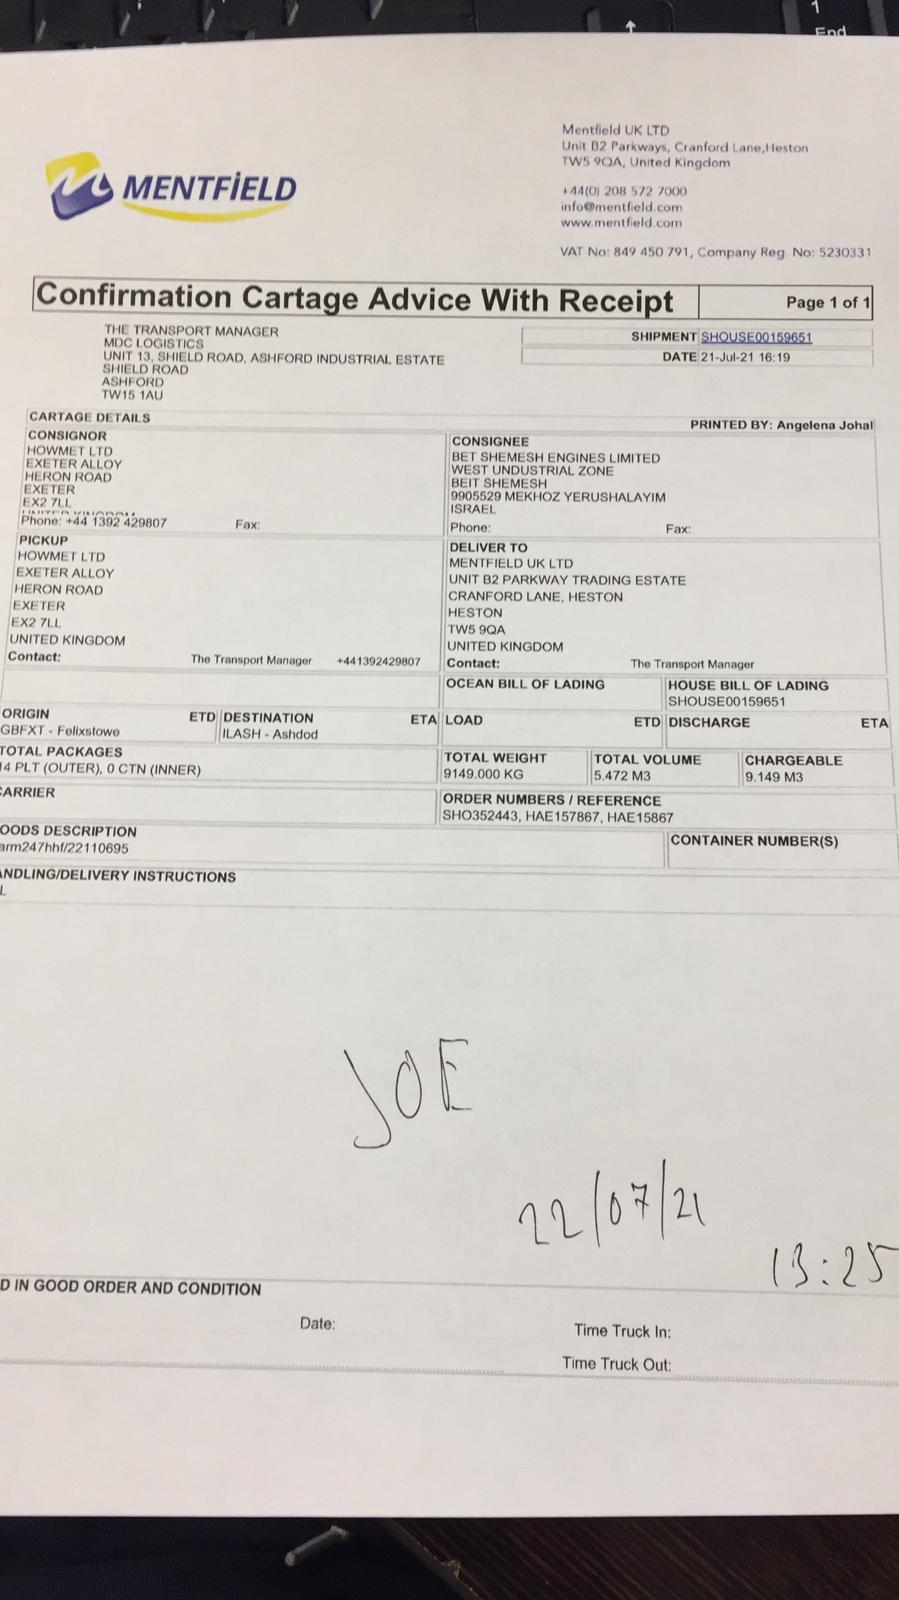 1
End
Mentfield UK LTD
Unit B2 Parkways, Cranford Lane,Heston
TW5 9QA, United Kingdom
MENTFiELD
+44(0) 208 572 7000
info@mentfield.com
www.mentfield.com
VAT No: 849 450 791, Company Reg. No: 5230331
Confirmation Cartage Advice With Receipt Page 1 of 1
THE TRANSPORT MANAGER
MDC LOGISTICS
UNIT 13, SHIELD ROAD, ASHFORD INDUSTRIAL ESTATE
SHIELD ROAD
ASHFORD
TW15 1AU
SHIPMENT SHOUSE00159651
DATE 21-Jul-21 16:19
CARTAGE DETAILS PRINTED BY: Angelena Johal
CONSIGNOR
HOWMET LTD
EXETER ALLOY
HERON ROAD
EXETER
EX2 7LL
Phone: +44 1392 429807 Fax:
CONSIGNEE
BET SHEMESH ENGINES LIMITED
WEST UNDUSTRIAL ZONE
BEIT SHEMESH
9905529 MEKHOZ YERUSHALAYIM
ISRAEL
Phone: Fax:
PICKUP
HOWMET LTD
EXETER ALLOY
HERON ROAD
EXETER
EX2 7LL
UNITED KINGDOM
Contact: The Transport Manager +441392429807
DELIVER TO
MENTFIELD UK LTD
UNIT B2 PARKWAY TRADING ESTATE
CRANFORD LANE, HESTON
HESTON
TW5 9QA
UNITED KINGDOM
Contact: The Transport Manager
OCEAN BILL OF LADING HOUSE BILL OF LADING
SHOUSE00159651
ORIGIN ETD DESTINATION ETA LOAD ETD DISCHARGE ETA
GBFXT - Felixstowe ILASH - Ashdod
TOTAL PACKAGES TOTAL WEIGHT TOTAL VOLUME CHARGEABLE
14 PLT (OUTER), 0 CTN (INNER) 9149.000 KG 5.472 M3 9.149 M3
CARRIER ORDER NUMBERS / REFERENCE
SHO352443, HAE157867, HAE15867
OODS DESCRIPTION CONTAINER NUMBER(S)
arm247hhf/22110695
ANDLING/DELIVERY INSTRUCTIONS
L
JOE
22/07/21
13:25
D IN GOOD ORDER AND CONDITION
Date: Time Truck In:
Time Truck Out: